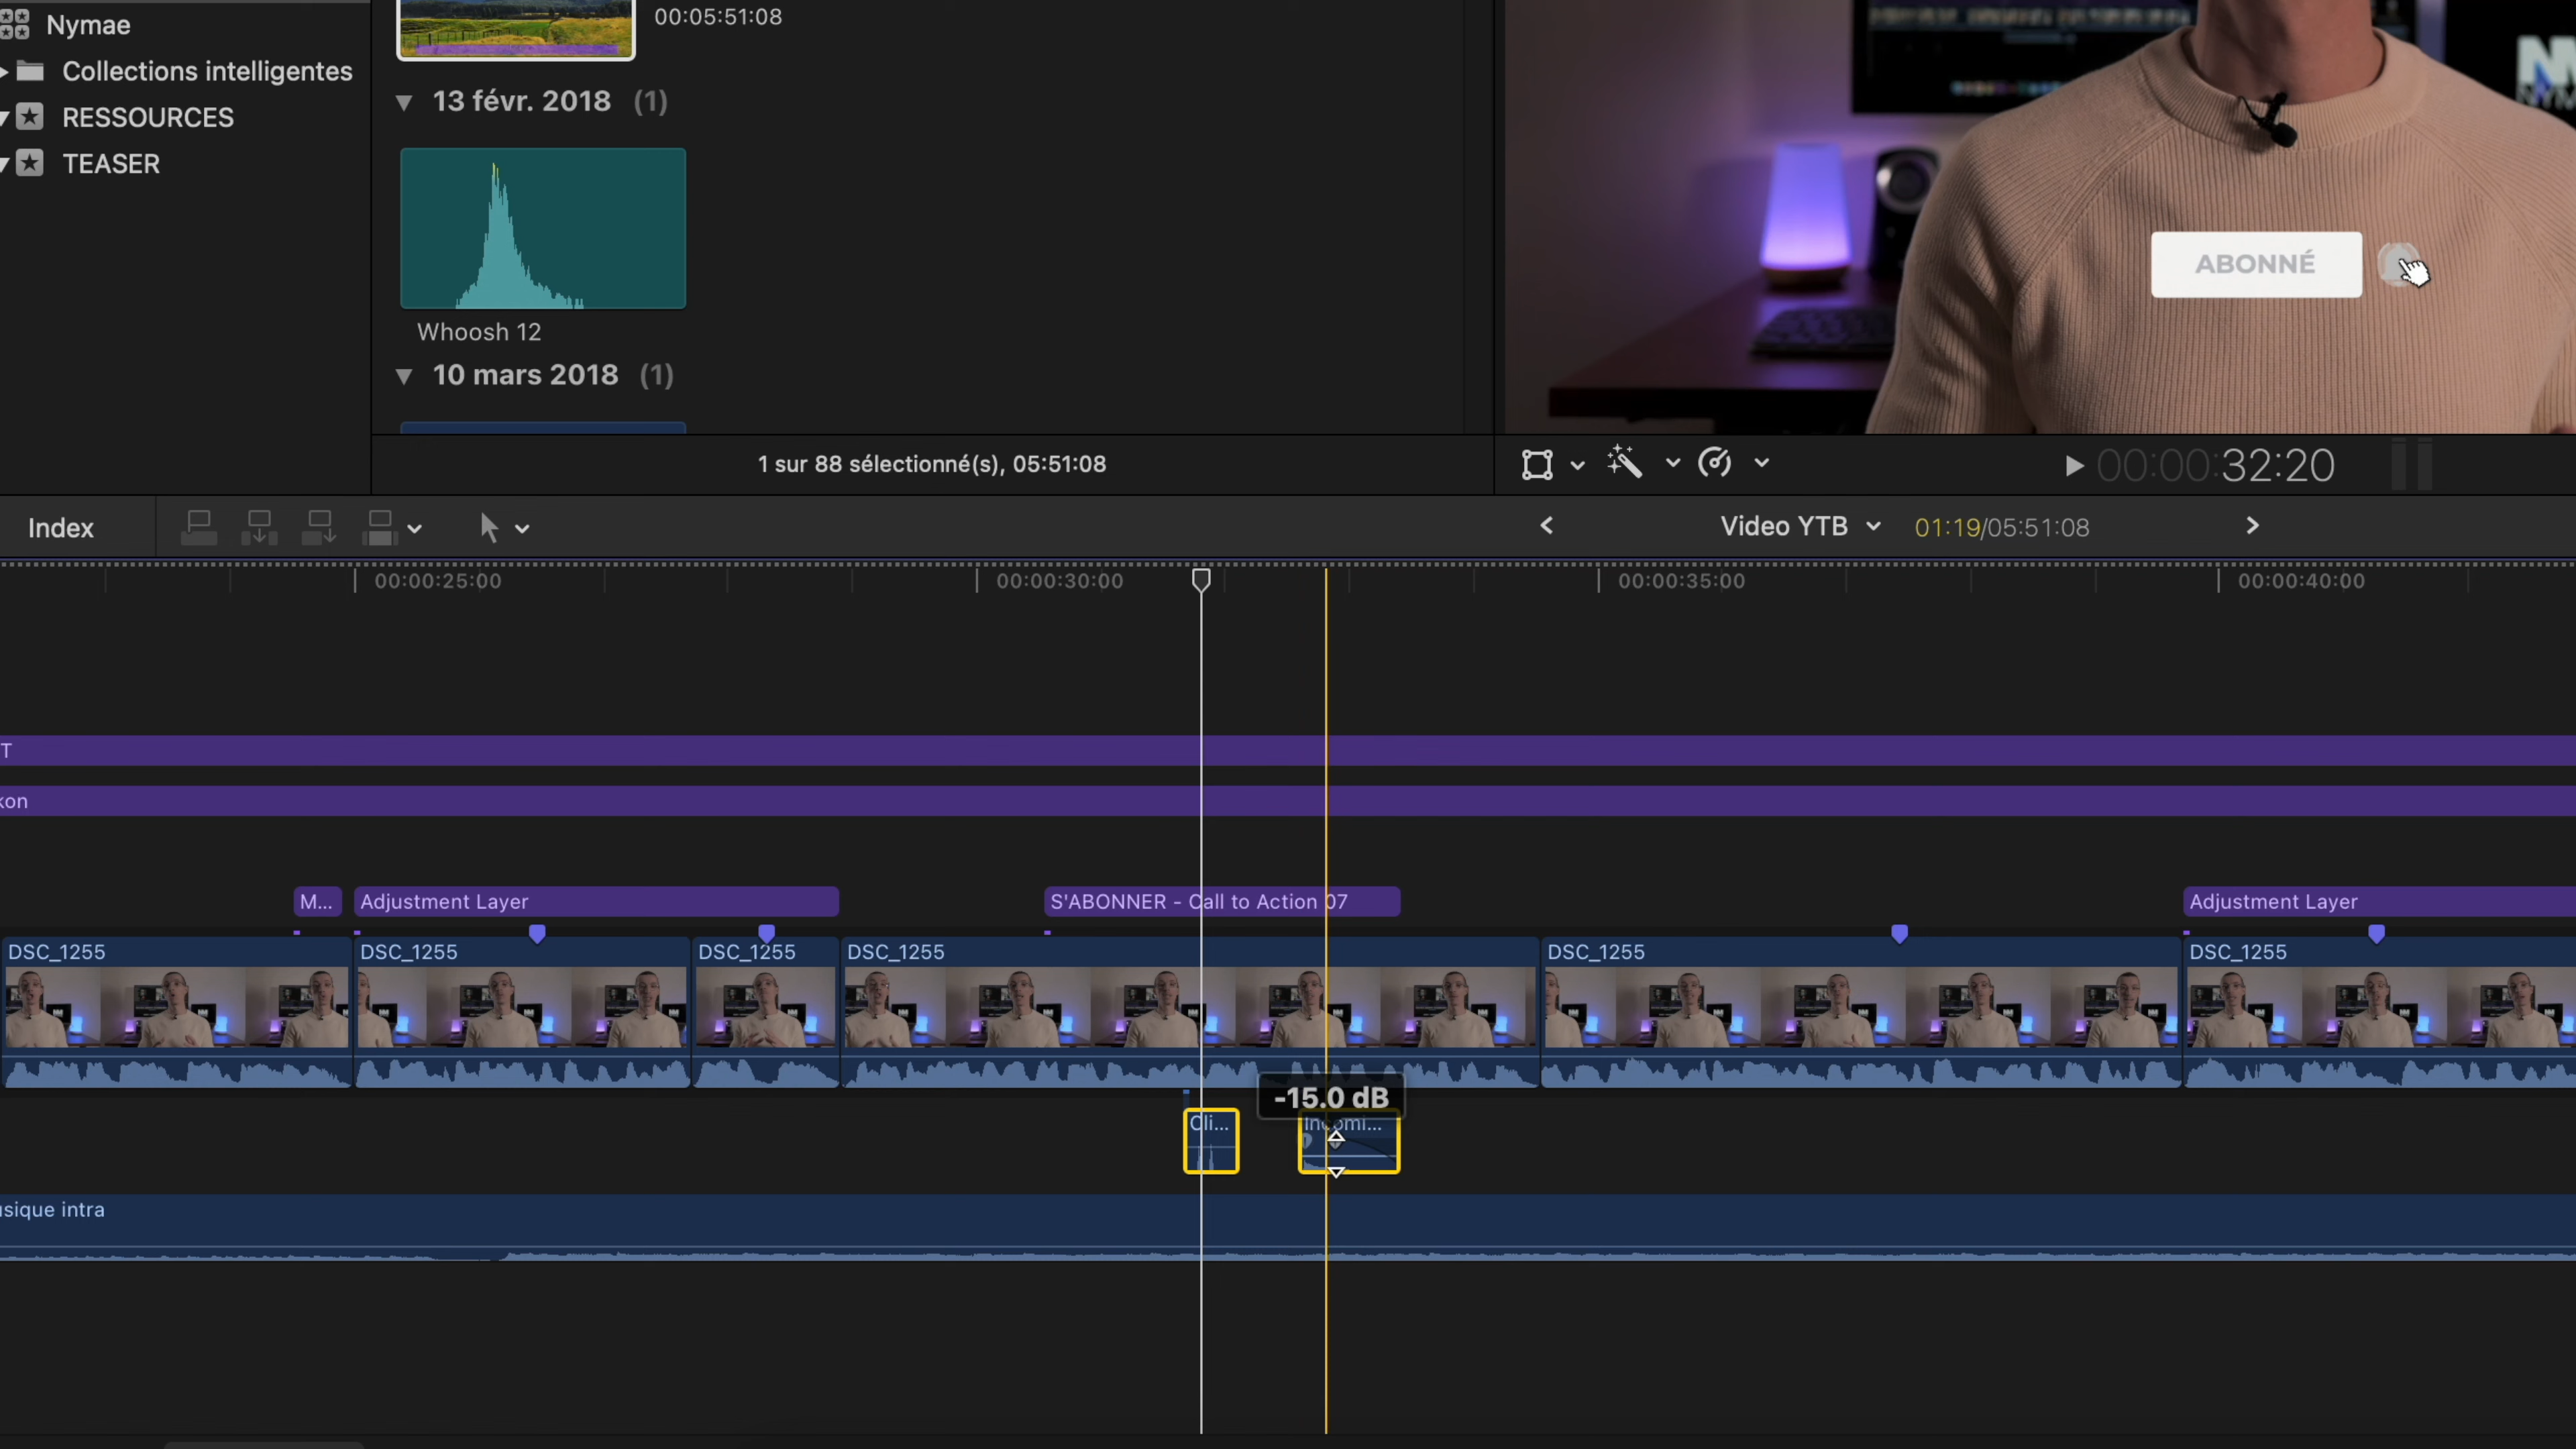 Nymae
Collections intelligentes
RESSOURCES
TEASER
00:05:51:08
13 févr. 2018 (1)
Whoosh 12
10 mars 2018 (1)
1 sur 88 sélectionné(s), 05:51:08
ABONNÉ
00:00:32:20
Index
Video YTB
01:19/05:51:08
00:00:25:00
00:00:30:00
00:00:35:00
00:00:40:00
T
kon
M...
Adjustment Layer
S'ABONNER - Call to Action 07
Adjustment Layer
DSC_1255
DSC_1255
DSC_1255
DSC_1255
DSC_1255
DSC_1255
-15.0 dB
Cli...
Incomi...
usique intra